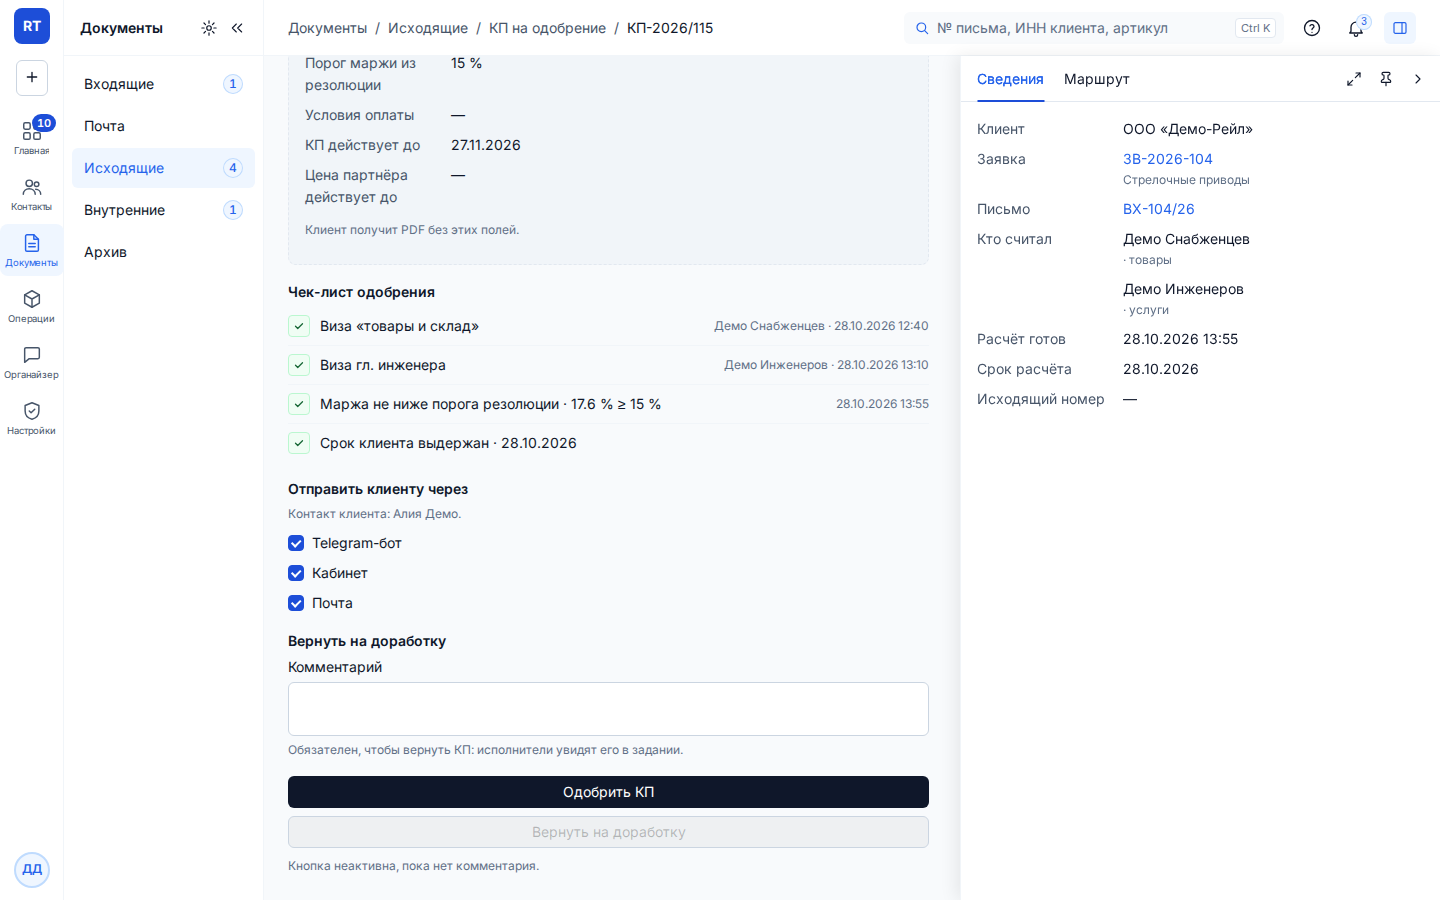 RT
Главная
10
Контакты
Документы
Операции
Органайзер
Настройки
ДД
Документы
Входящие 1
Почта
Исходящие 4
Внутренние 1
Архив
Документы / Исходящие / КП на одобрение / КП-2026/115
№ письма, ИНН клиента, артикул Ctrl K
3
Порог маржи из резолюции 15 %
Условия оплаты —
КП действует до 27.11.2026
Цена партнёра действует до —
Клиент получит PDF без этих полей.
Чек-лист одобрения
Виза «товары и склад» Демо Снабженцев · 28.10.2026 12:40
Виза гл. инженера Демо Инженеров · 28.10.2026 13:10
Маржа не ниже порога резолюции · 17.6 % ≥ 15 % 28.10.2026 13:55
Срок клиента выдержан · 28.10.2026
Отправить клиенту через
Контакт клиента: Алия Демо.
Telegram-бот
Кабинет
Почта
Вернуть на доработку
Комментарий
Обязателен, чтобы вернуть КП: исполнители увидят его в задании.
Одобрить КП
Вернуть на доработку
Кнопка неактивна, пока нет комментария.
Сведения Маршрут
Клиент ООО «Демо-Рейл»
Заявка ЗВ-2026-104
Стрелочные приводы
Письмо ВХ-104/26
Кто считал Демо Снабженцев
· товары
Демо Инженеров
· услуги
Расчёт готов 28.10.2026 13:55
Срок расчёта 28.10.2026
Исходящий номер —